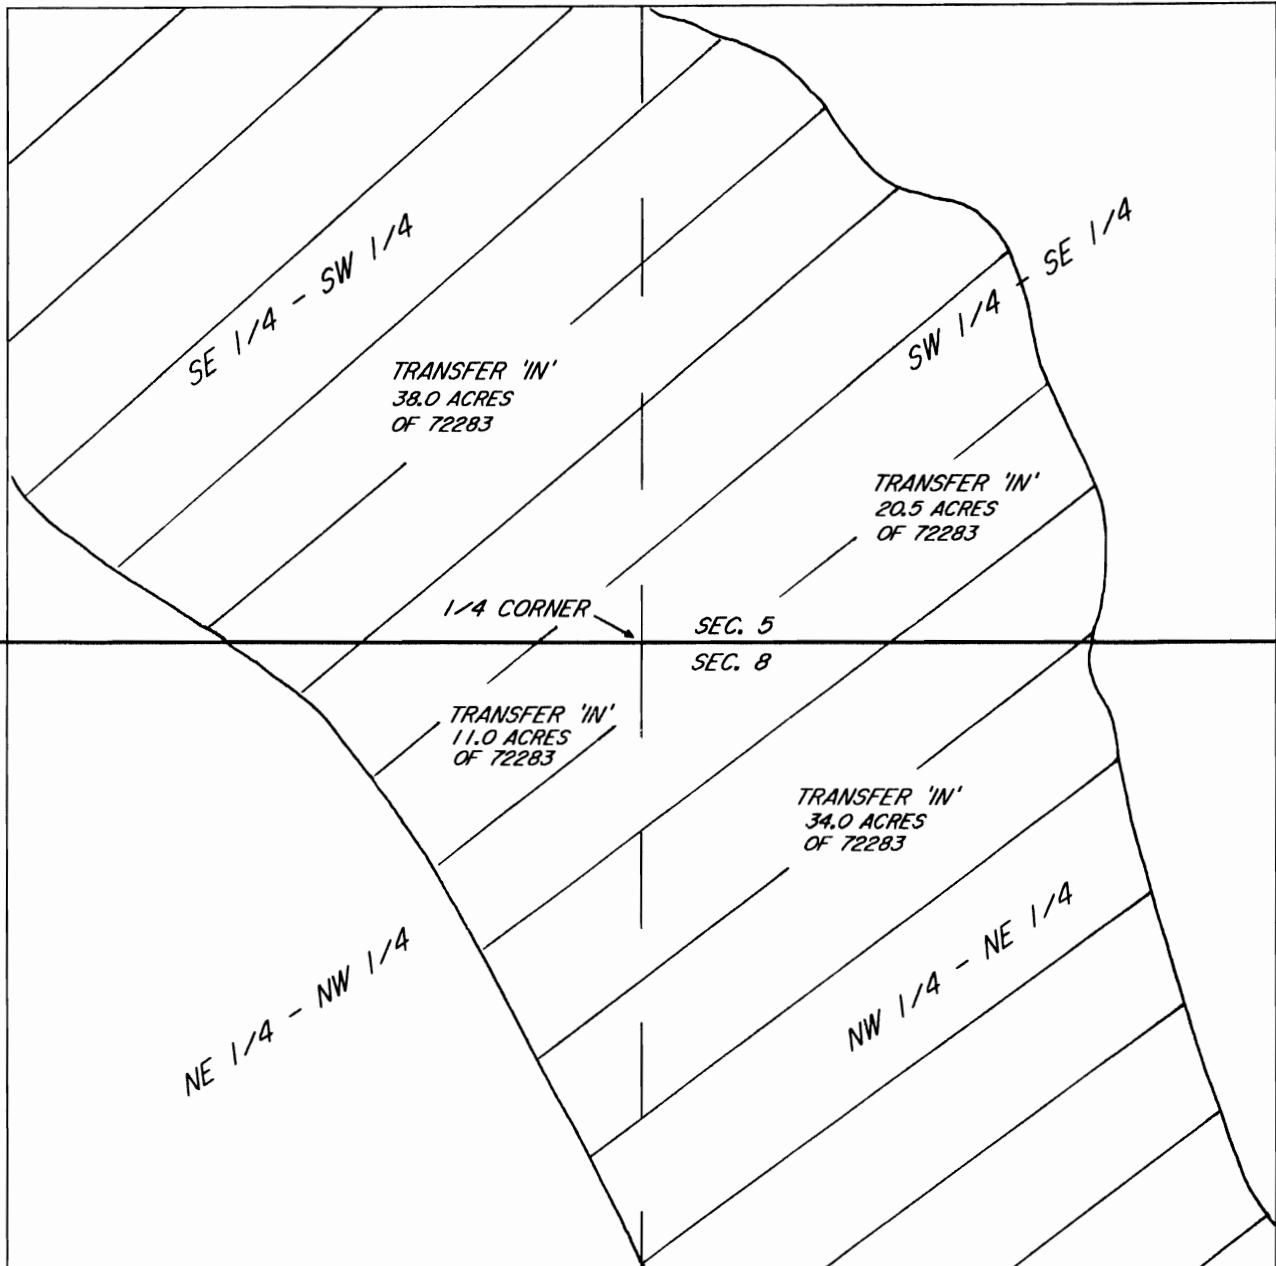 SE 1/4 - SW 1/4
SW 1/4 - SE 1/4
TRANSFER 'IN'
38.0 ACRES
OF 72283
TRANSFER 'IN'
20.5 ACRES
OF 72283
1/4 CORNER
SEC. 5
SEC. 8
TRANSFER 'IN'
11.0 ACRES
OF 72283
TRANSFER 'IN'
34.0 ACRES
OF 72283
NE 1/4 - NW 1/4
NW 1/4 - NE 1/4